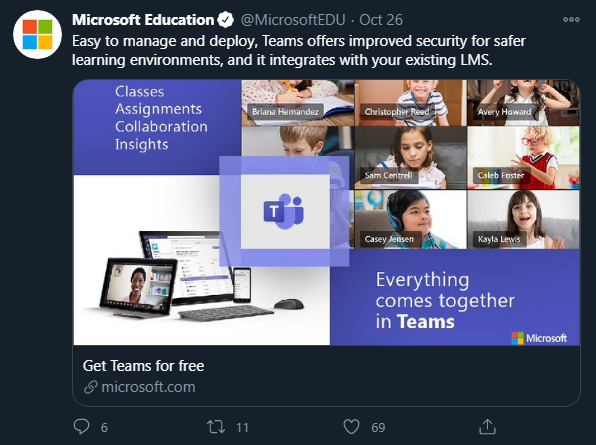 Microsoft Education @MicrosoftEDU · Oct 26
Easy to manage and deploy, Teams offers improved security for safer
learning environments, and it integrates with your existing LMS.
Classes
Assignments
Collaboration
Insights
Briana Hernandez
Christopher Reed
Avery Howard
Sam Centrell
Caleb Foster
Casey Jensen
Kayla Lewis
T
Everything
comes together
in Teams
Microsoft
Get Teams for free
microsoft.com
6
11
69